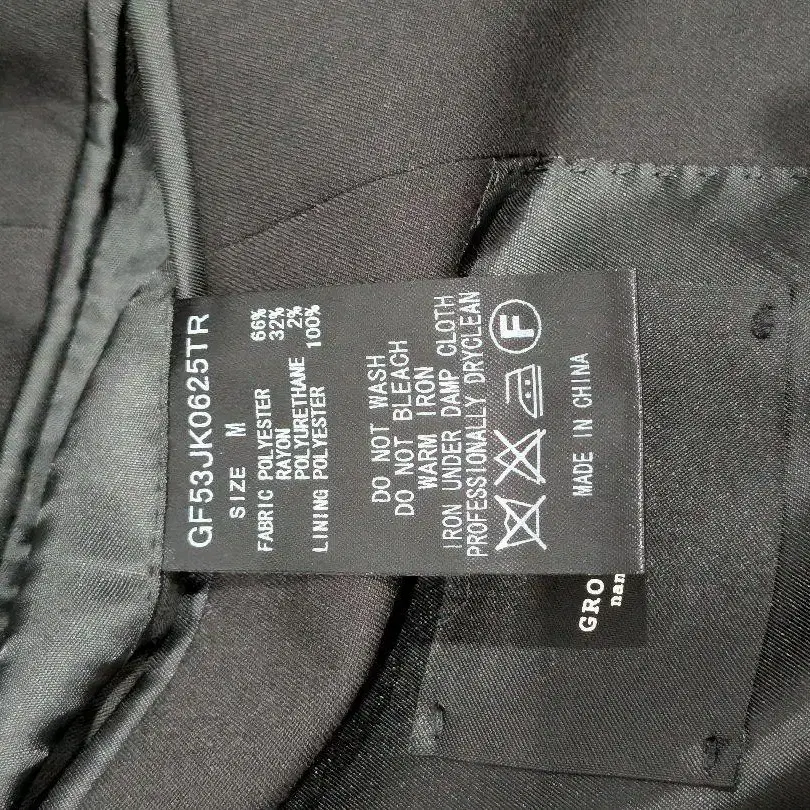 GF53JK0625TR
SIZE M
FABRIC POLYESTER 66%
RAYON 32%
POLYURETHANE 2%
LINING POLYESTER 100%
DO NOT WASH
DO NOT BLEACH
WARM IRON
IRON UNDER DAMP CLOTH
PROFESSIONALLY DRYCLEAN
F
MADE IN CHINA
GRO
nan